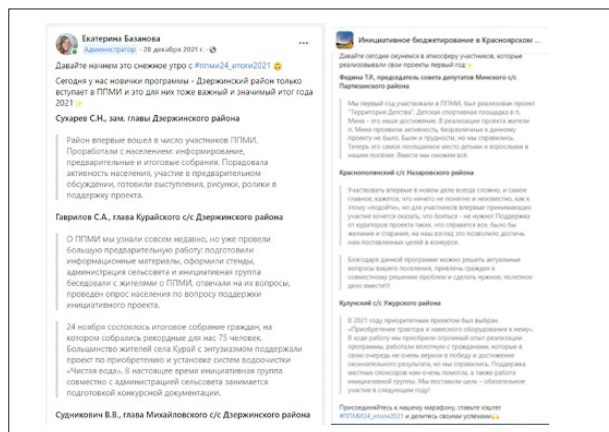 Екатерина Базанова
Администратор · 28 декабря 2021 г. ·
Давайте начнем это снежное утро с #ппми24_итоги2021
Сегодня у нас новички программы - Дзержинский район только
вступает в ППМИ и это для них тоже важный и значимый итог года
2021
Сухарев С.Н., зам. главы Дзержинского района
Район впервые вошел в число участников ППМИ.
Проработали с населением: информирование,
предварительные и итоговые собрания. Порадовала
активность населения, участие в предварительном
обсуждении, готовили выступления, рисунки, ролики в
поддержку проекта.
Гаврилов С.А., глава Курайского с/с Дзержинского района
О ППМИ мы узнали совсем недавно, но уже провели
большую предварительную работу: подготовили
информационные материалы, оформили стенды,
администрация сельсовета и инициативная группа
беседовали с жителями о ППМИ, отвечали на их вопросы,
проведен опрос населения по вопросу поддержки
инициативного проекта.
24 ноября состоялось итоговое собрание граждан, на
котором собрались рекордные для нас 75 человек.
Большинство жителей села Курай с энтузиазмом поддержали
проект по приобретению и установке систем водоочистки
«Чистая вода». В настоящее время инициативная группа
совместно с администрацией сельсовета занимается
подготовкой конкурсной документации.
Судникович В.В., глава Михайловского с/с Дзержинского района
Инициативное бюджетирование в Красноярском ...
Давайте сегодня окунемся в атмосферу участников, которые
реализовывали свои проекты первый год
Федина Т.Р., председатель совета депутатов Минского с/с
Партизанского района
Мы первый год участвовали в ППМИ, был реализован проект
"Территория Детства". Детская спортивная площадка в п.
Мина - это наше достижение. В реализации проекта жители
п. Мина проявили активность, безразличных к данному
проекту не было. Были и трудности, но мы справились.
Теперь это самое посещаемое место детьми и взрослыми в
нашем посёлке. Вместе мы сможем всё.
Краснополянский с/с Назаровского района
Участвовать впервые в новом деле всегда сложно, и самое
главное, кажется, что ничего не понятно и неизвестно, как к
этому «подойти», но для участников впервые принимающих
участие хочется сказать, что бояться - не нужно! Поддержка
от кураторов проекта такая, что справятся все, было бы
желание и старание, на наш взгляд это позволило достичь
нам поставленных целей в конкурсе.
Благодаря данной программе можно решить актуальные
вопросы вашего поселения, привлечь граждан к
совместному решению проблем и сделать нужное, полезное
дело вместе!!!
Кулунский с/с Ужурского района
В 2021 году приоритетным проектом был выбран
«Приобретение трактора и навесного оборудования к нему».
В ходе работу мы приобрели огромный опыт реализации
программы, работали вплотную с гражданами, которые в
свою очередь не очень верили в победу и достижение
окончательного результата, но мы справились. Поддержка
местных спонсоров нам очень помогла, а также работа
инициативной группы. Мы поставили цель – обязательное
участие в следующем году!
Присоединяйтесь к нашему марафону, ставьте хэштег
#ППМИ24_итоги2021 и делитесь своими успехами